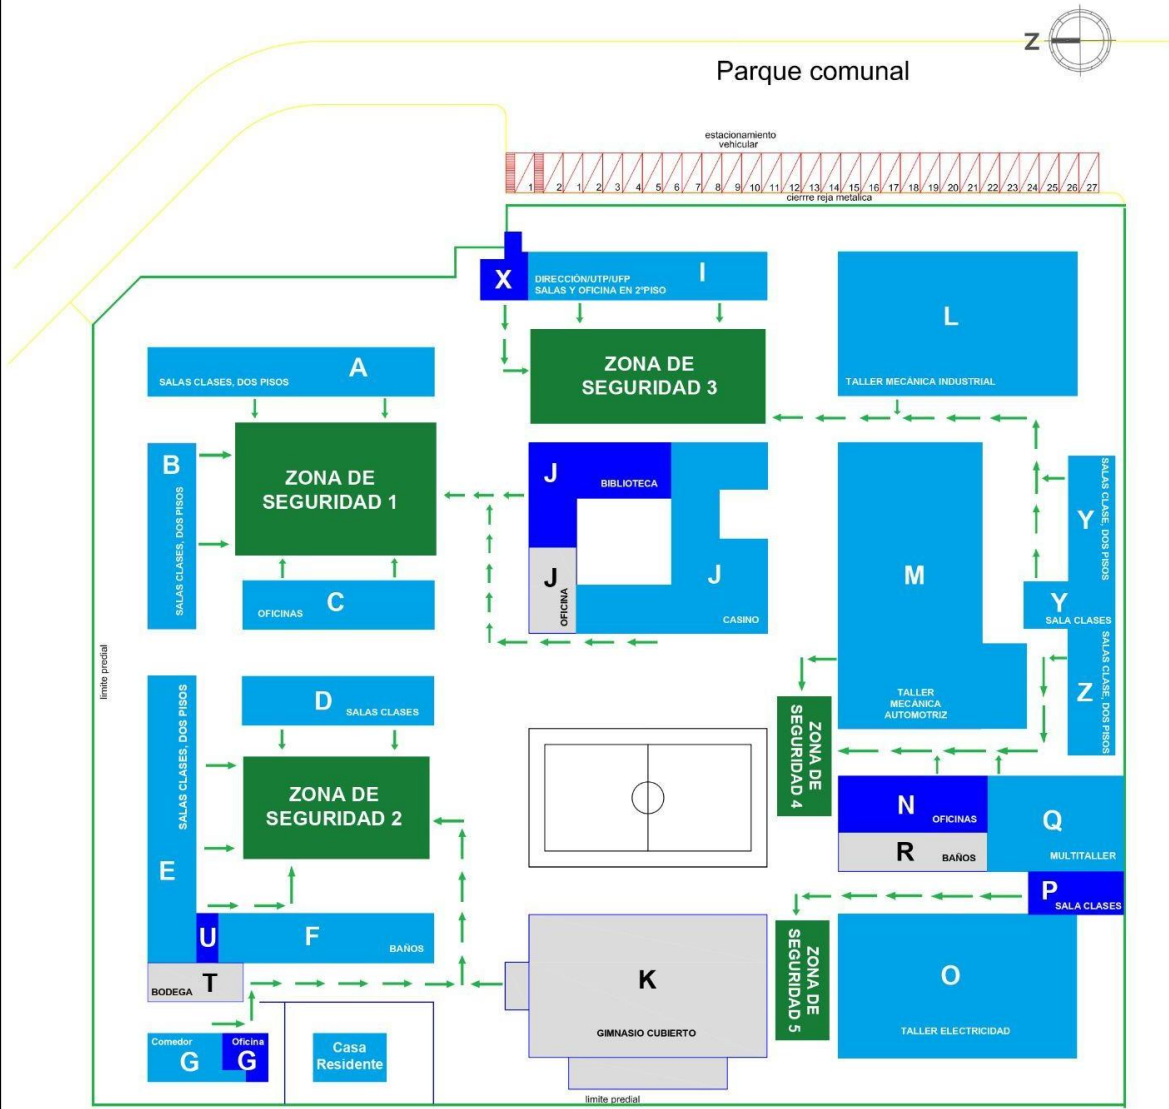 Z
Parque comunal
estacionamiento
vehicular
1 2 1 2 3 4 5 6 7 8 9 10 11 12 13 14 15 16 17 18 19 20 21 22 23 24 25 26 27
cierrre reja metalica
X
DIRECCIÓN/UTP/UFP
SALAS Y OFICINA EN 2ºPISO
I
L
TALLER MECÁNICA INDUSTRIAL
ZONA DE
SEGURIDAD 3
A
SALAS CLASES, DOS PISOS
B
SALAS CLASES, DOS PISOS
ZONA DE
SEGURIDAD 1
C
OFICINAS
J
BIBLIOTECA
J
OFICINA
J
CASINO
M
TALLER
MECÁNICA
AUTOMOTRIZ
Y
SALAS CLASE, DOS PISOS
Y
SALA CLASES
Z
SALAS CLASE, DOS PISOS
limite predial
D
SALAS CLASES
E
SALAS CLASES, DOS PISOS
ZONA DE
SEGURIDAD 2
ZONA DE
SEGURIDAD 4
N
OFICINAS
R
BAÑOS
Q
MULTITALLER
P
SALA CLASES
U
F
BAÑOS
T
BODEGA
K
GIMNASIO CUBIERTO
ZONA DE
SEGURIDAD 5
O
TALLER ELECTRICIDAD
Comedor
G
Oficina
G
Casa
Residente
limite predial